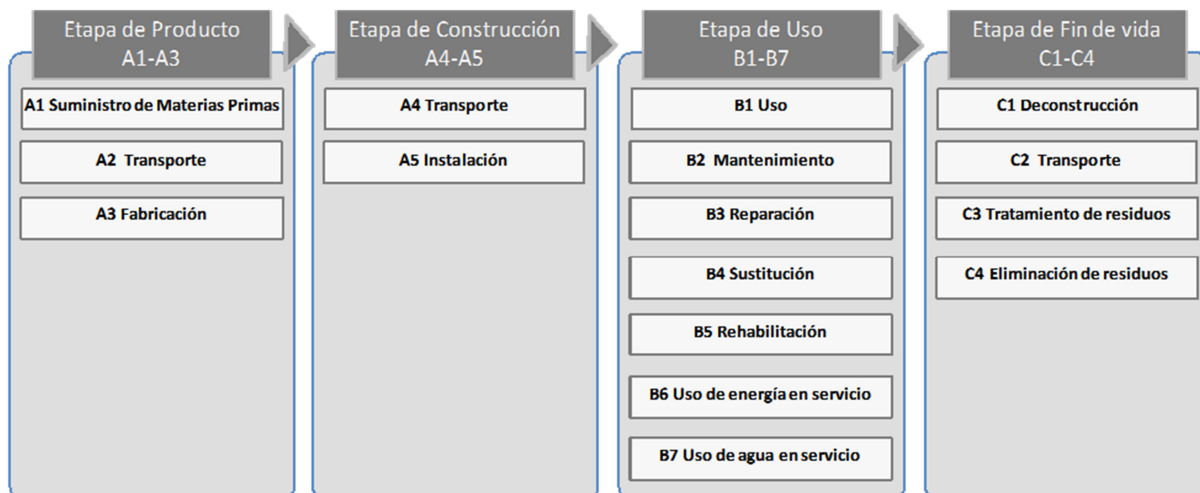 Etapa de Producto
A1-A3
A1 Suministro de Materias Primas
A2 Transporte
A3 Fabricación
Etapa de Construcción
A4-A5
A4 Transporte
A5 Instalación
Etapa de Uso
B1-B7
B1 Uso
B2 Mantenimiento
B3 Reparación
B4 Sustitución
B5 Rehabilitación
B6 Uso de energía en servicio
B7 Uso de agua en servicio
Etapa de Fin de vida
C1-C4
C1 Deconstrucción
C2 Transporte
C3 Tratamiento de residuos
C4 Eliminación de residuos